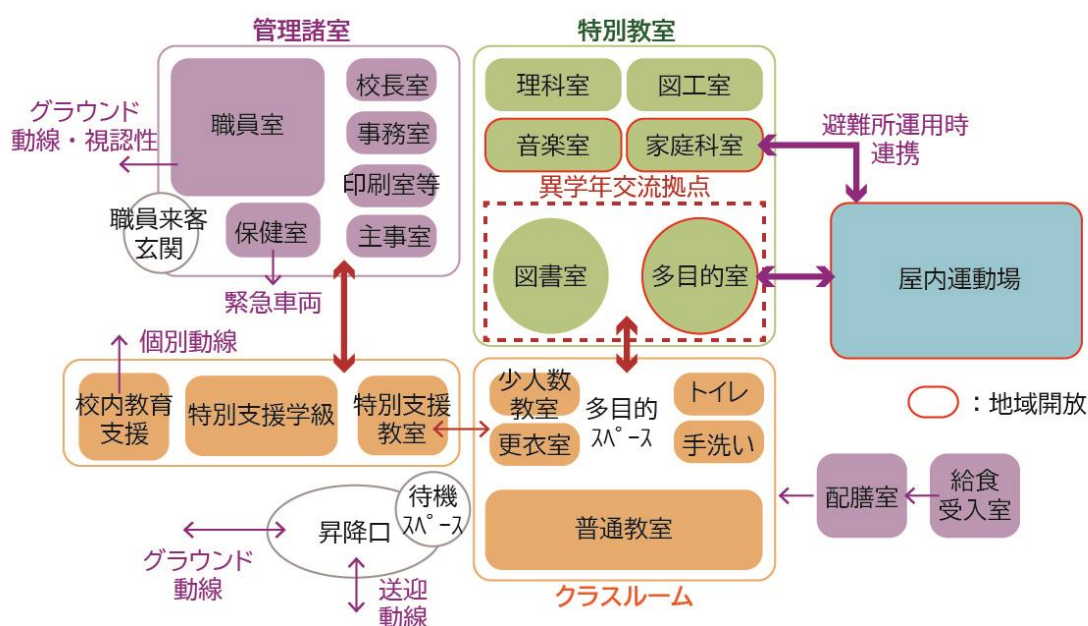 管理諸室
職員室
校長室
事務室
印刷室等
主事室
保健室
職員来客
玄関
グラウンド
動線・視認性
緊急車両
特別教室
理科室
図工室
音楽室
家庭科室
異学年交流拠点
図書室
多目的室
避難所運用時
連携
屋内運動場
：地域開放
個別動線
校内教育
支援
特別支援学級
特別支援
教室
少人数
教室
更衣室
多目的
ｽﾍﾟｰｽ
トイレ
手洗い
普通教室
クラスルーム
配膳室
給食
受入室
昇降口
待機
ｽﾍﾟｰｽ
グラウンド
動線
送迎
動線